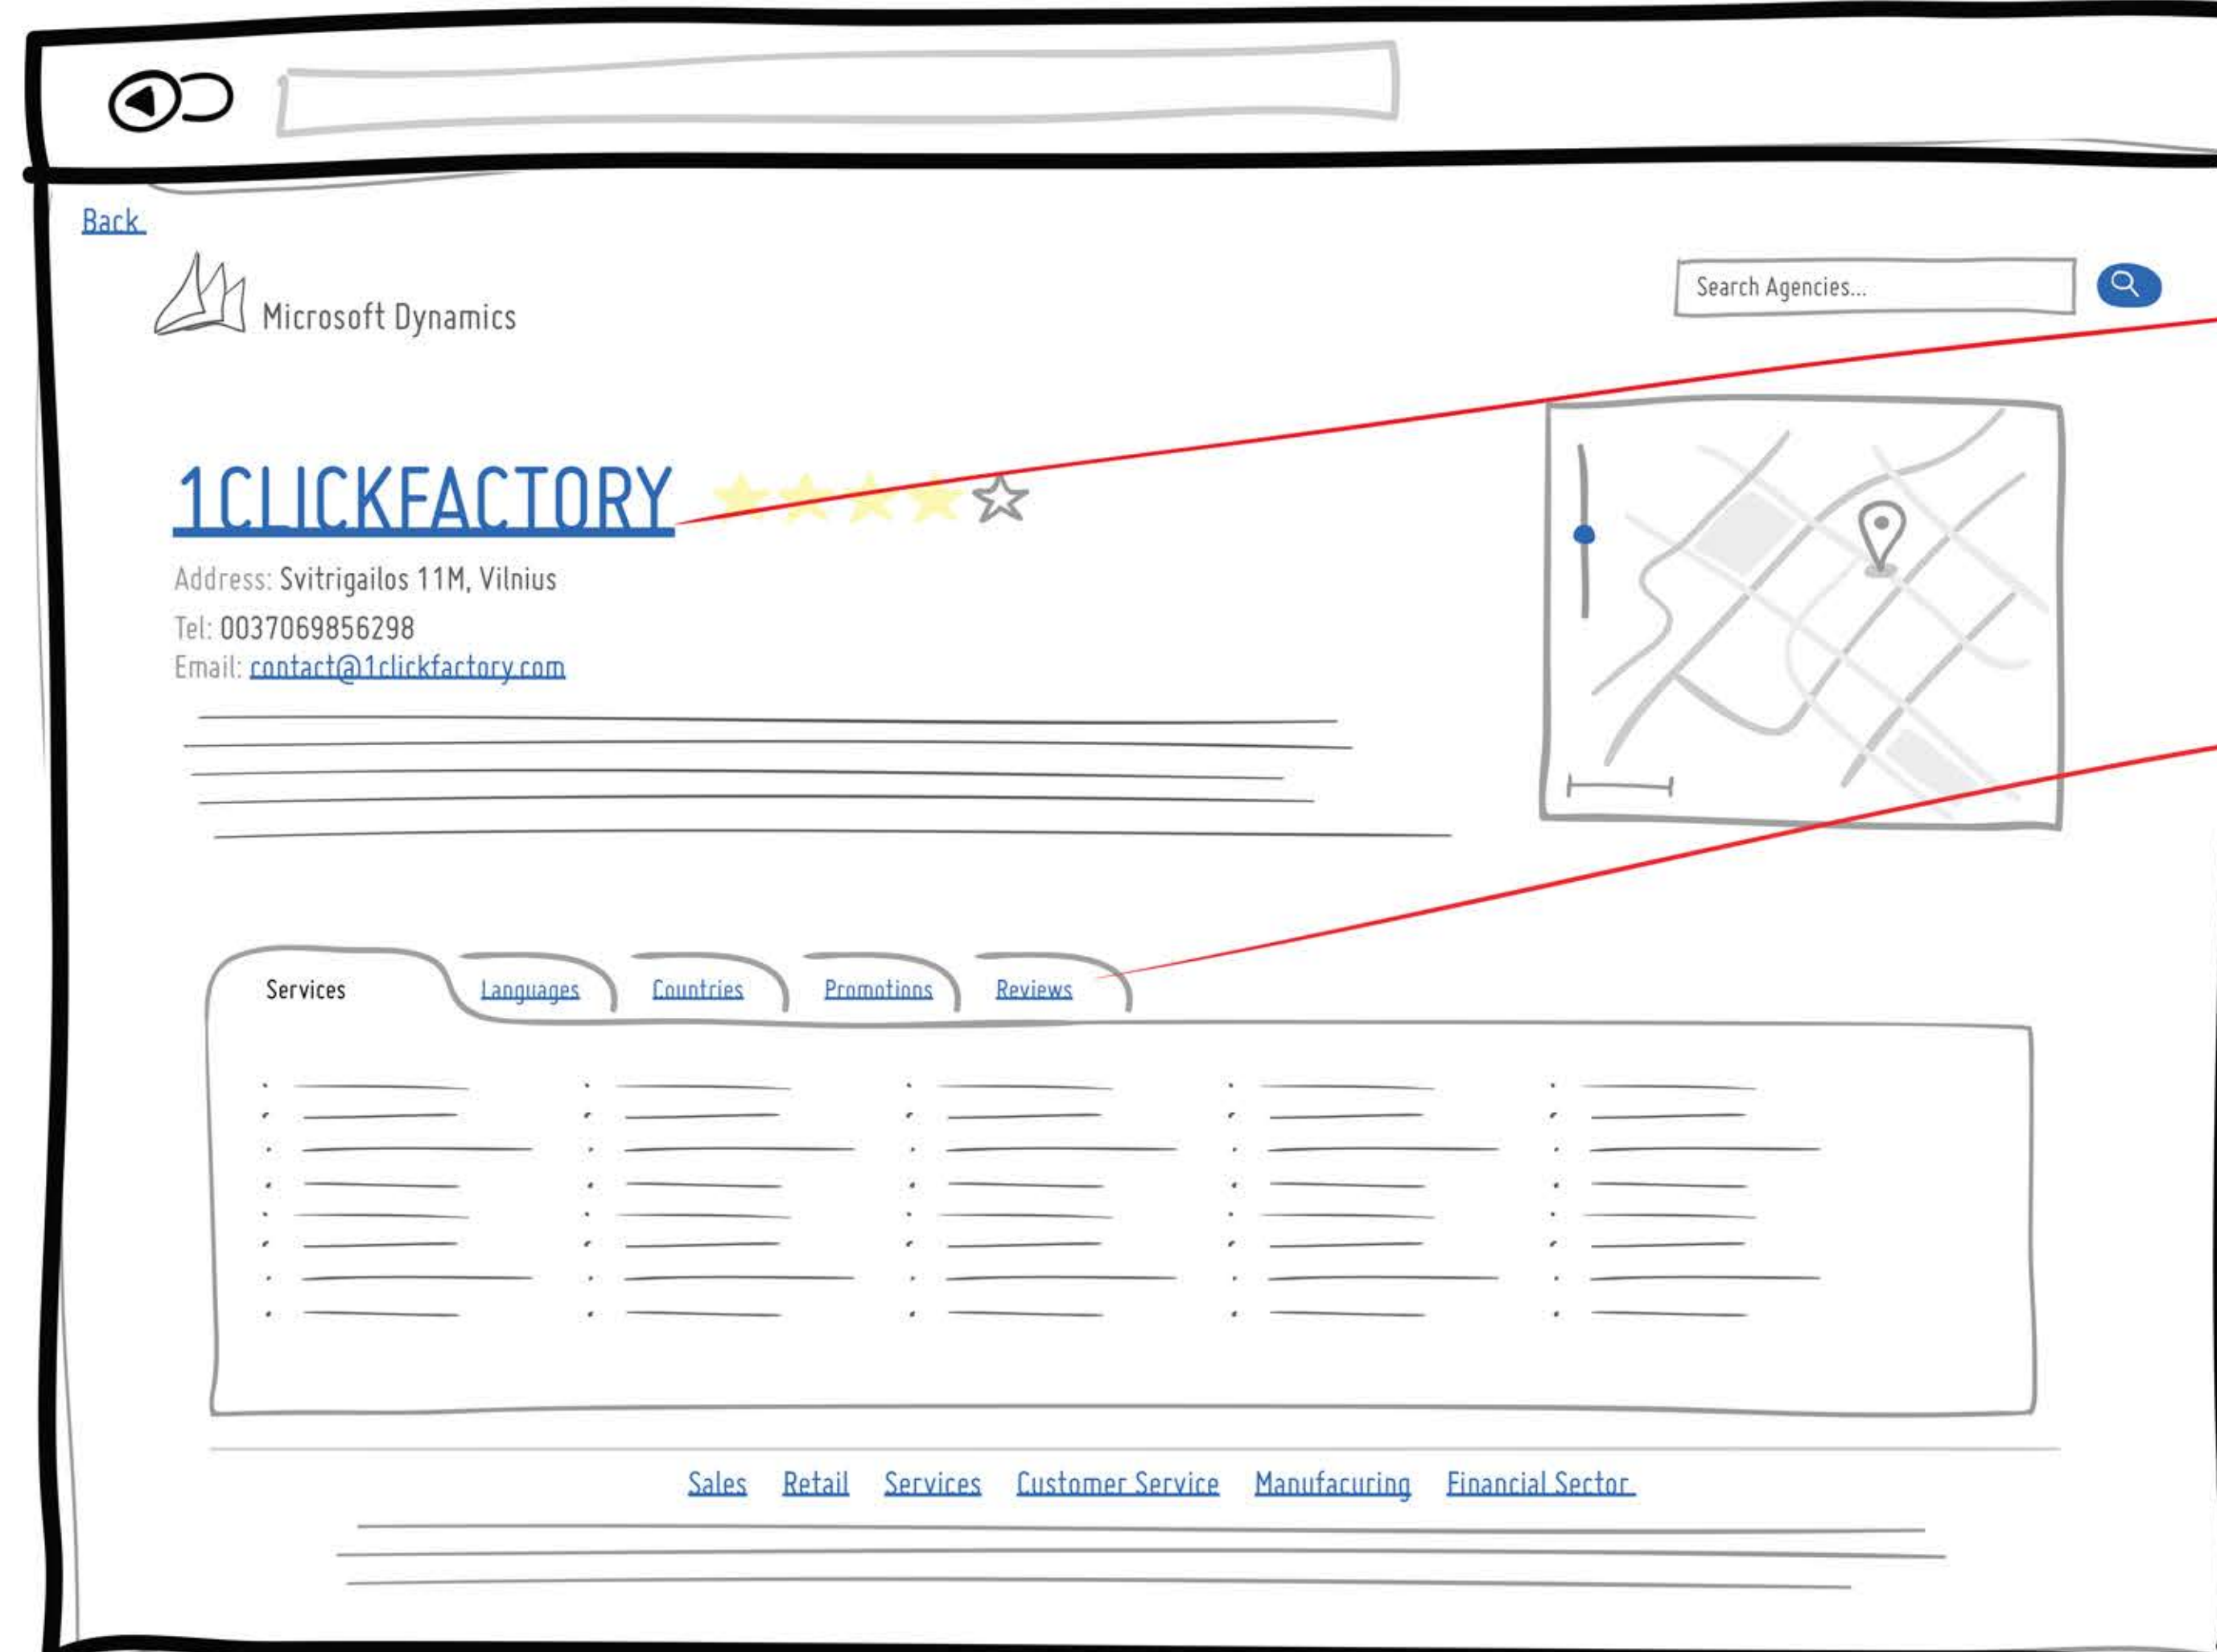 Back
Microsoft Dynamics
Search Agencies...
1CLICKFACTORY
Address: Svitrigailos 11M, Vilnius
Tel: 0037069856298
Email: contact@1clickfactory.com
Services Languages Countries Promotions Reviews
Sales Retail Services Customer Service Manufacuring Financial Sector